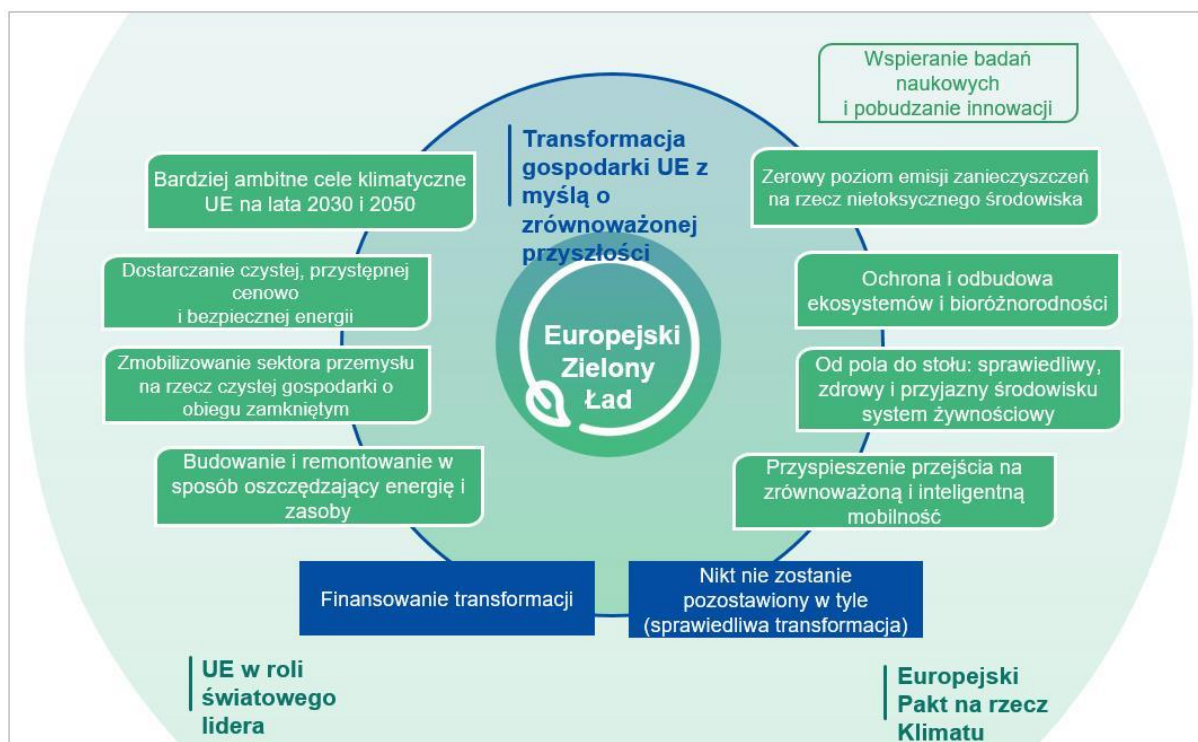 Wspieranie badań
naukowych
i pobudzanie innowacji
Transformacja
gospodarki UE z
myślą o
zrównoważonej
przyszłości
Bardziej ambitne cele klimatyczne
UE na lata 2030 i 2050
Zerowy poziom emisji zanieczyszczeń
na rzecz nietoksycznego środowiska
Dostarczanie czystej, przystępnej
cenowo
i bezpiecznej energii
Ochrona i odbudowa
ekosystemów i bioróżnorodności
Europejski
Zielony
Ład
Zmobilizowanie sektora przemysłu
na rzecz czystej gospodarki o
obiegu zamkniętym
Od pola do stołu: sprawiedliwy,
zdrowy i przyjazny środowisku
system żywnościowy
Budowanie i remontowanie w
sposób oszczędzający energię i
zasoby
Przyspieszenie przejścia na
zrównoważoną i inteligentną
mobilność
Finansowanie transformacji
Nikt nie zostanie
pozostawiony w tyle
(sprawiedliwa transformacja)
UE w roli
światowego
lidera
Europejski
Pakt na rzecz
Klimatu